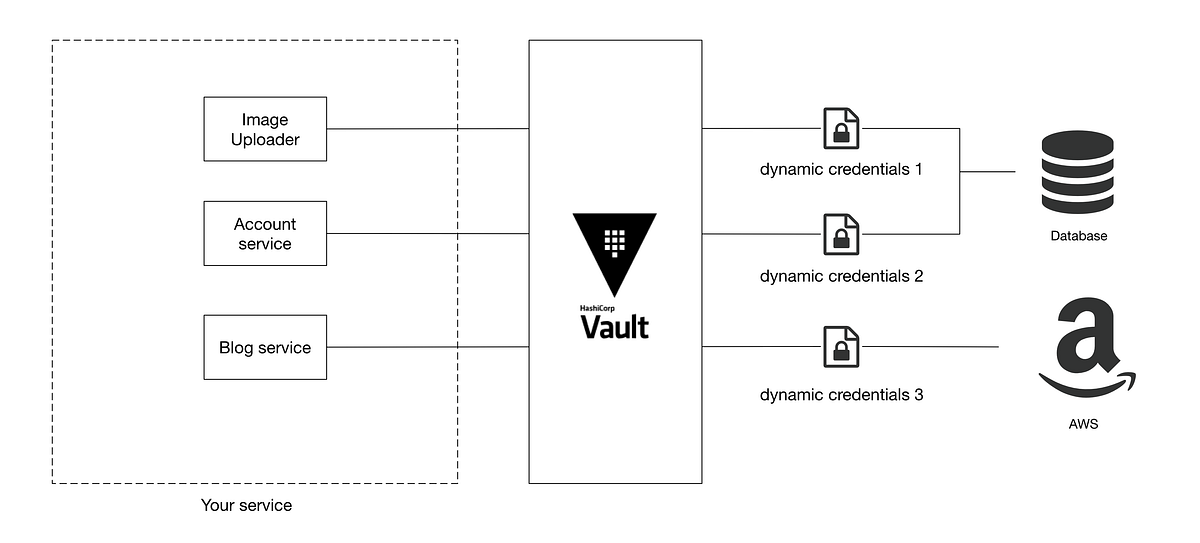 Image
Uploader
Account
service
Blog service
Your service
HashiCorp
Vault
dynamic credentials 1
dynamic credentials 2
dynamic credentials 3
Database
a
AWS